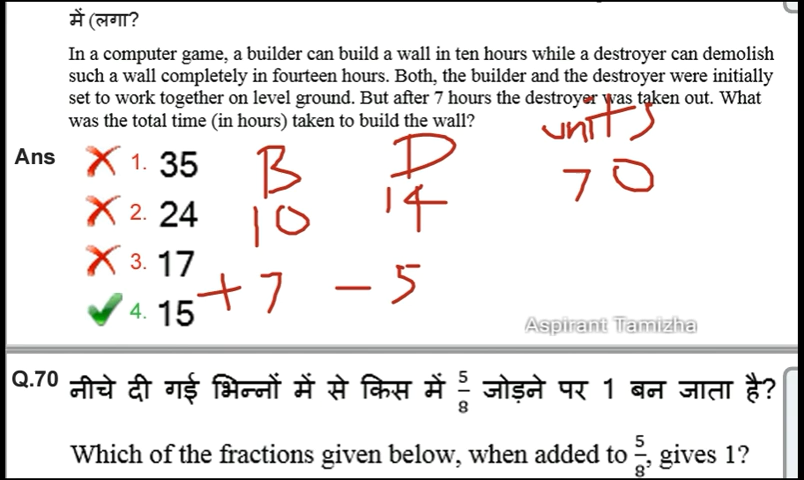 में (लगा?
In a computer game, a builder can build a wall in ten hours while a destroyer can demolish
such a wall completely in fourteen hours. Both, the builder and the destroyer were initially
set to work together on level ground. But after 7 hours the destroyer was taken out. What
was the total time (in hours) taken to build the wall?
units
Ans 1. 35 B D 70
2. 24 10 14
3. 17
4. 15 +7 -5
Aspirant Tamizha
Q.70 नीचे दी गई भिन्नों में से किस में 5/8 जोड़ने पर 1 बन जाता है?
Which of the fractions given below, when added to 5/8, gives 1?